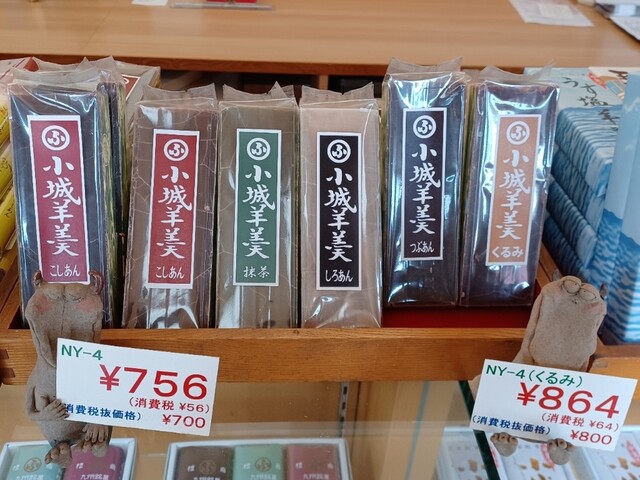 ふ
小城羊羹
こしあん
ふ
小城羊羹
こしあん
ふ
小城羊羹
抹茶
ふ
小城羊羹
しろあん
ふ
小城羊羹
つぶあん
ふ
小城羊羹
くるみ
NY-4
¥756
(消費税 ¥56)
(消費税抜価格) ¥700
NY-4(くるみ)
¥864
(消費税 ¥64)
(消費税抜価格) ¥800